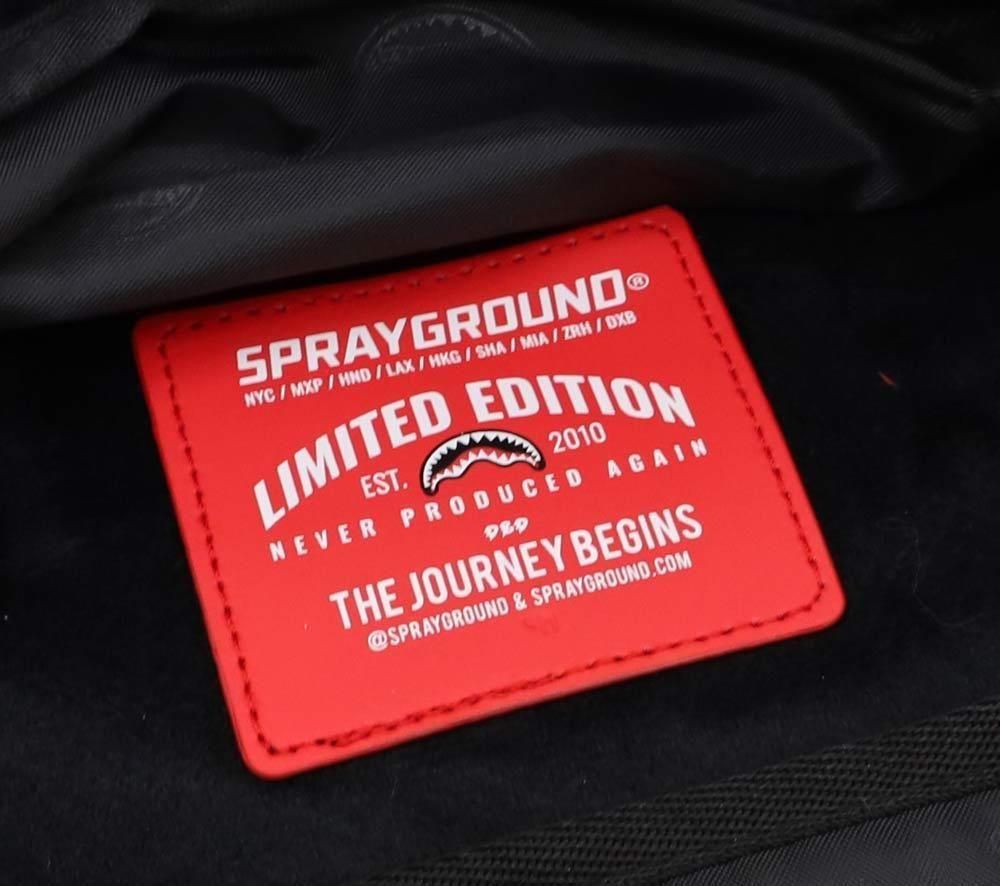 SPRAYGROUND®
NYC / MXP / HND / LAX / HKG / SHA / MIA / ZRH / DXB
LIMITED EDITION
EST. 2010
NEVER PRODUCED AGAIN
DBD
THE JOURNEY BEGINS
@SPRAYGROUND & SPRAYGROUND.COM